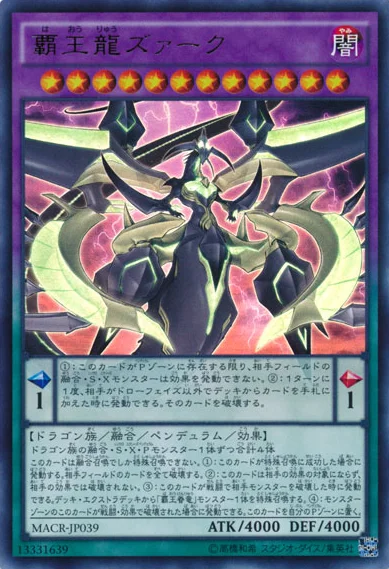 覇王龍ズァーク
は おう りゅう
闇
やみ
①:このカードがPゾーンに存在する限り、相手フィールドの
融合・S・Xモンスターは効果を発動できない。②:1ターンに
1度、相手がドローフェイズ以外でデッキからカードを手札に
加えた時に発動できる。そのカードを破壊する。
1
1
【ドラゴン族/融合/ペンデュラム/効果】
ドラゴン族の融合・S・X・Pモンスター1体ずつ合計4体
このカードは融合召喚でしか特殊召喚できない。①:このカードが特殊召喚に成功した場合に
発動する。相手フィールドのカードを全て破壊する。②:このカードは相手の効果の対象にならず、
相手の効果では破壊されない。③:このカードが戦闘で相手モンスターを破壊した時に発動で
きる。デッキ・エクストラデッキから「覇王眷竜」モンスター1体を特殊召喚する。④:モンスター
ゾーンのこのカードが戦闘・効果で破壊された場合に発動できる。このカードを自分のPゾーンに置く。
MACR-JP039
ATK/4000 DEF/4000
13331639
©高橋和希 スタジオ・ダイス/集英社